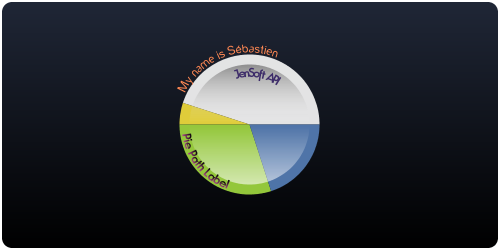 My name is Sébastien
JenSoft API
Pie Path Label